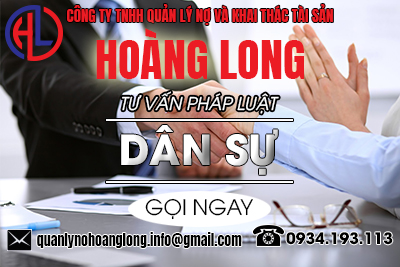 HL
CÔNG TY TNHH QUẢN LÝ NỢ VÀ KHAI THÁC TÀI SẢN
HOÀNG LONG
TƯ VẤN PHÁP LUẬT
DÂN SỰ
GỌI NGAY
quanlynohoanglong.info@gmail.com
0934.193.113